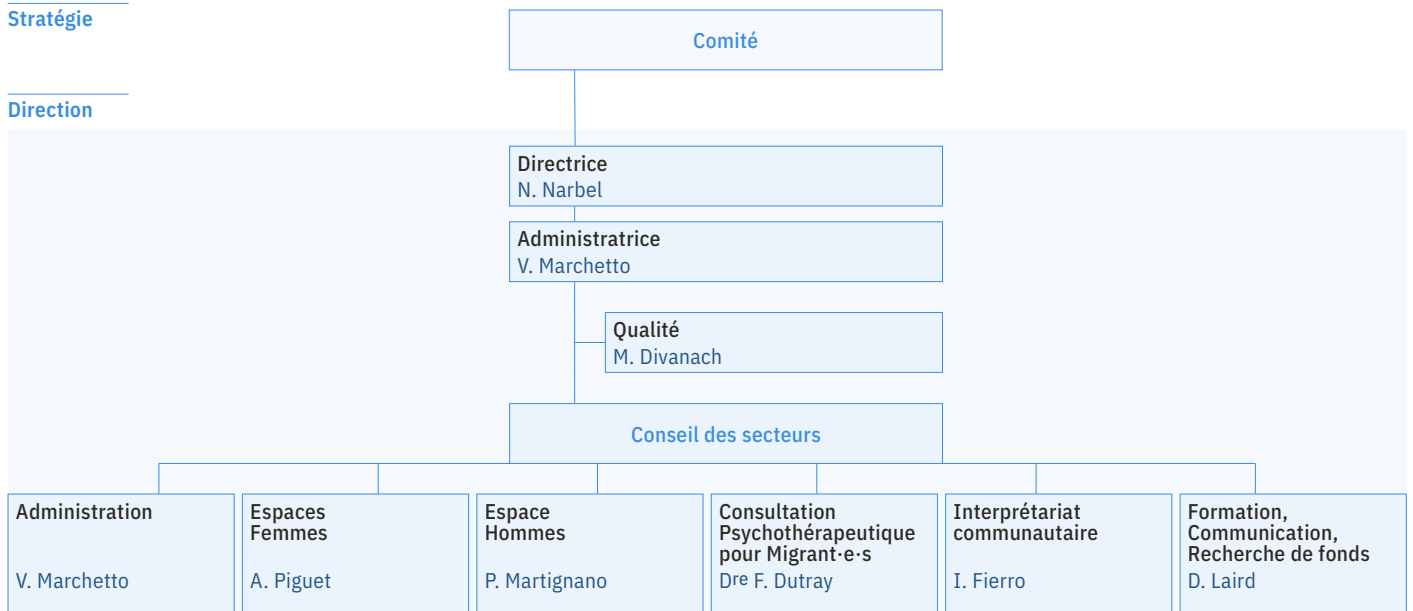 Stratégie
Comité
Direction
Directrice
N. Narbel
Administratrice
V. Marchetto
Qualité
M. Divanach
Conseil des secteurs
Administration
V. Marchetto
Espaces
Femmes
A. Piguet
Espace
Hommes
P. Martignano
Consultation
Psychothérapeutique
pour Migrant·e·s
Dre F. Dutray
Interprétariat
communautaire
I. Fierro
Formation,
Communication,
Recherche de fonds
D. Laird